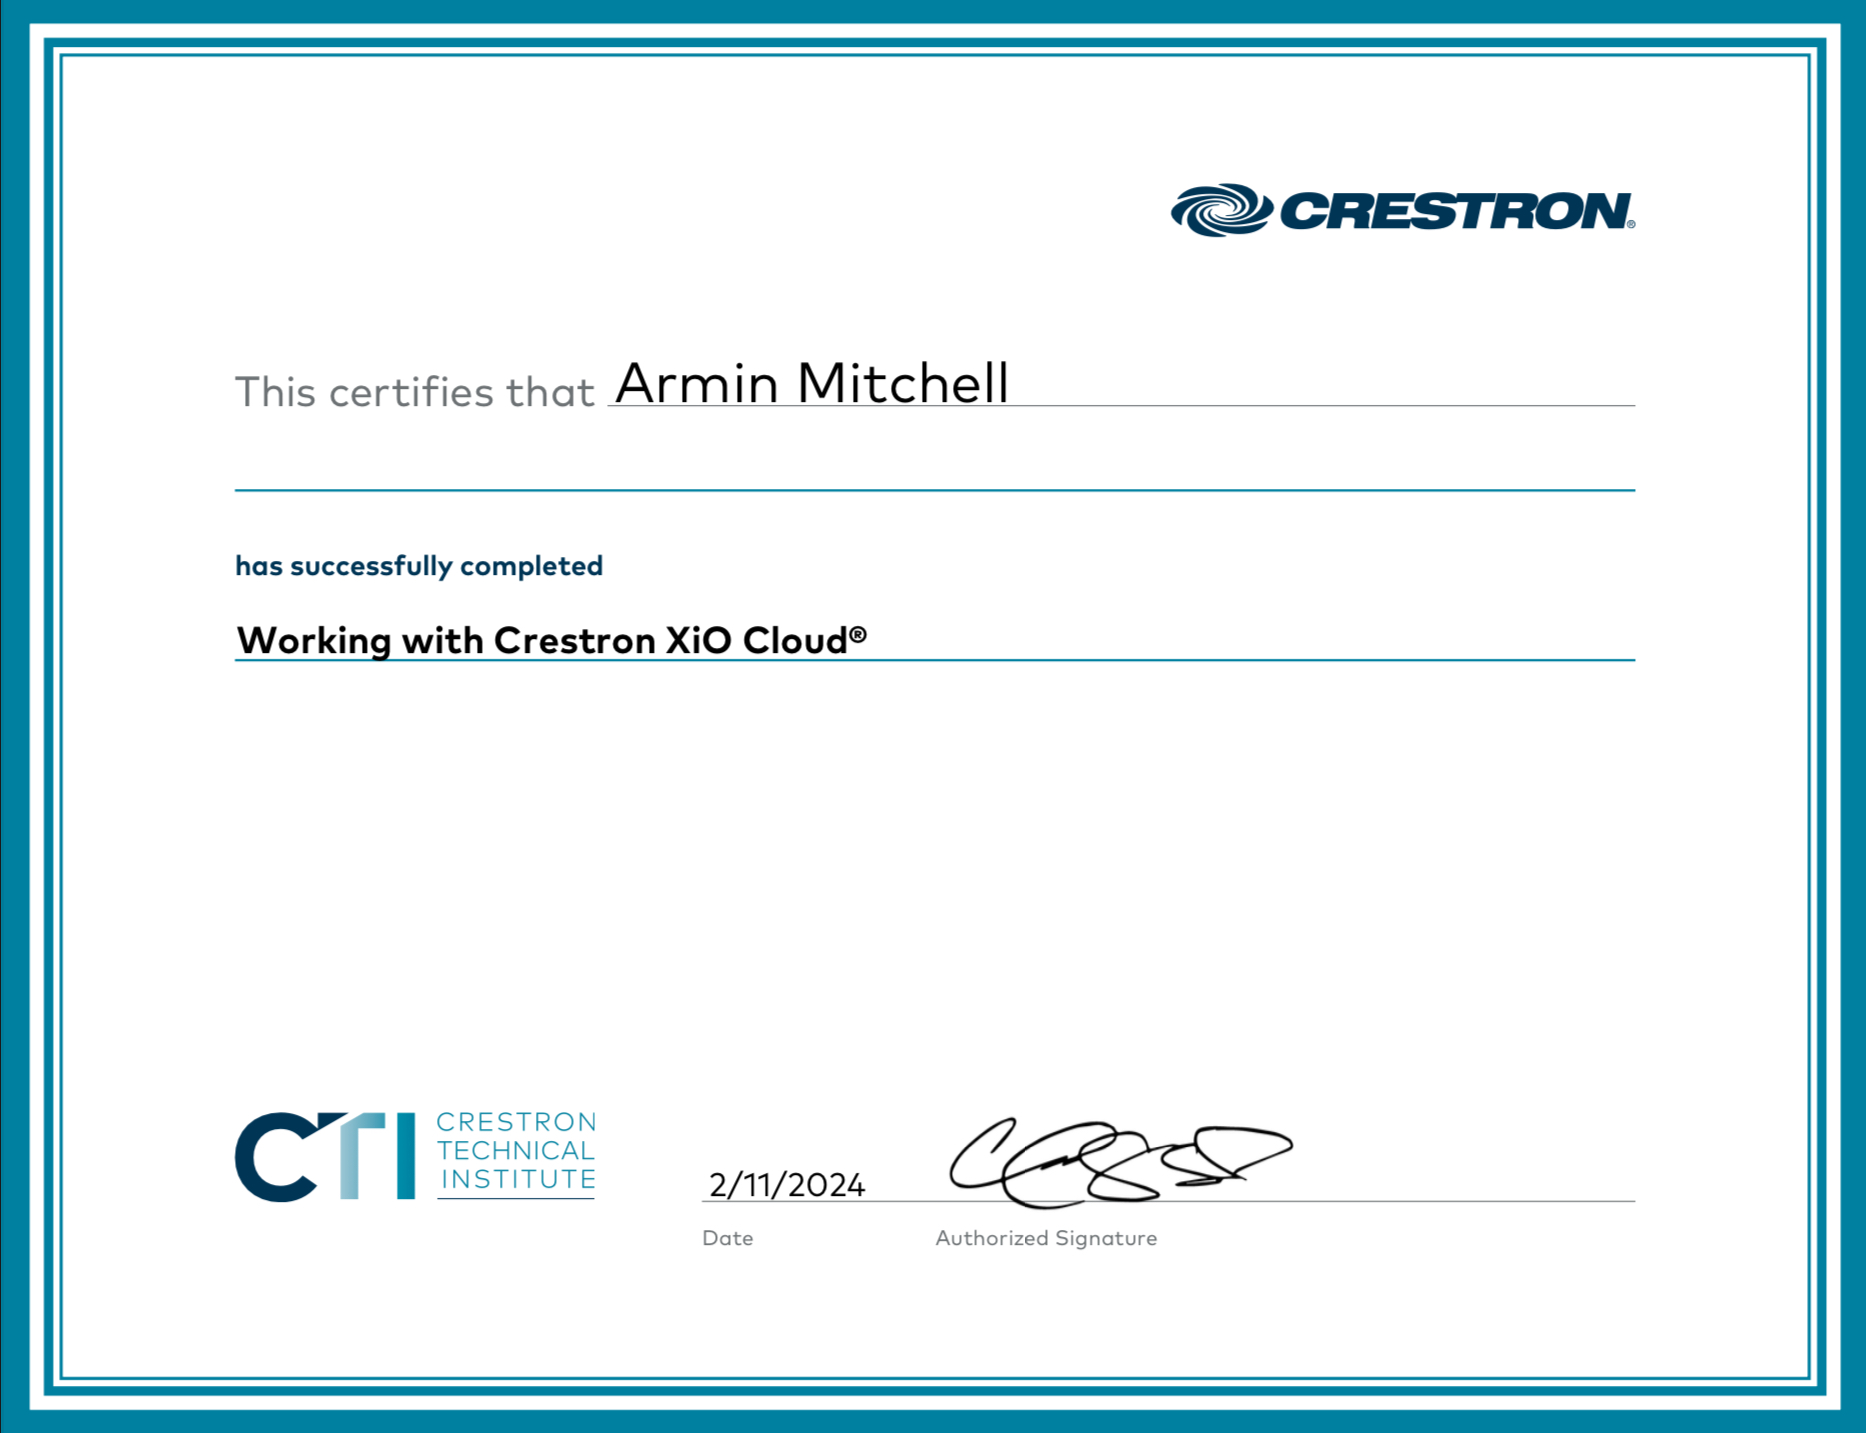 CRESTRON®
This certifies that Armin Mitchell
has successfully completed
Working with Crestron XiO Cloud®
CTI
CRESTRON
TECHNICAL
INSTITUTE
2/11/2024
Date
Authorized Signature